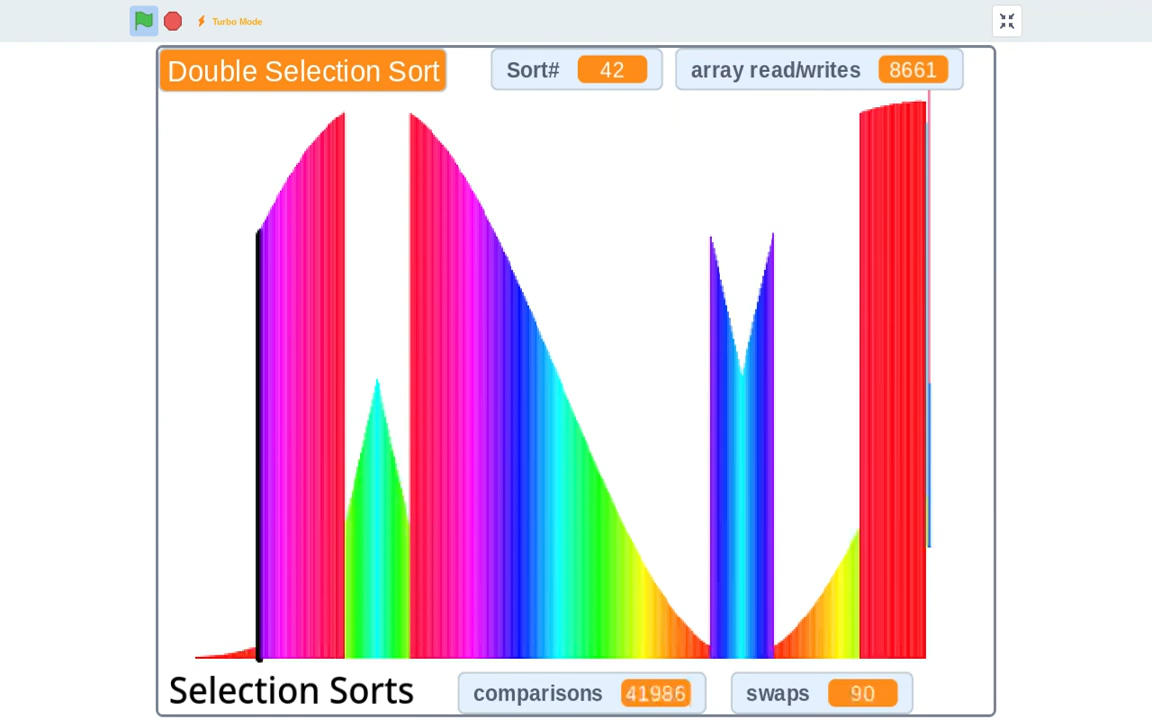 Turbo Mode
Double Selection Sort
Sort# 42
array read/writes 8661
Selection Sorts
comparisons 41986
swaps 90